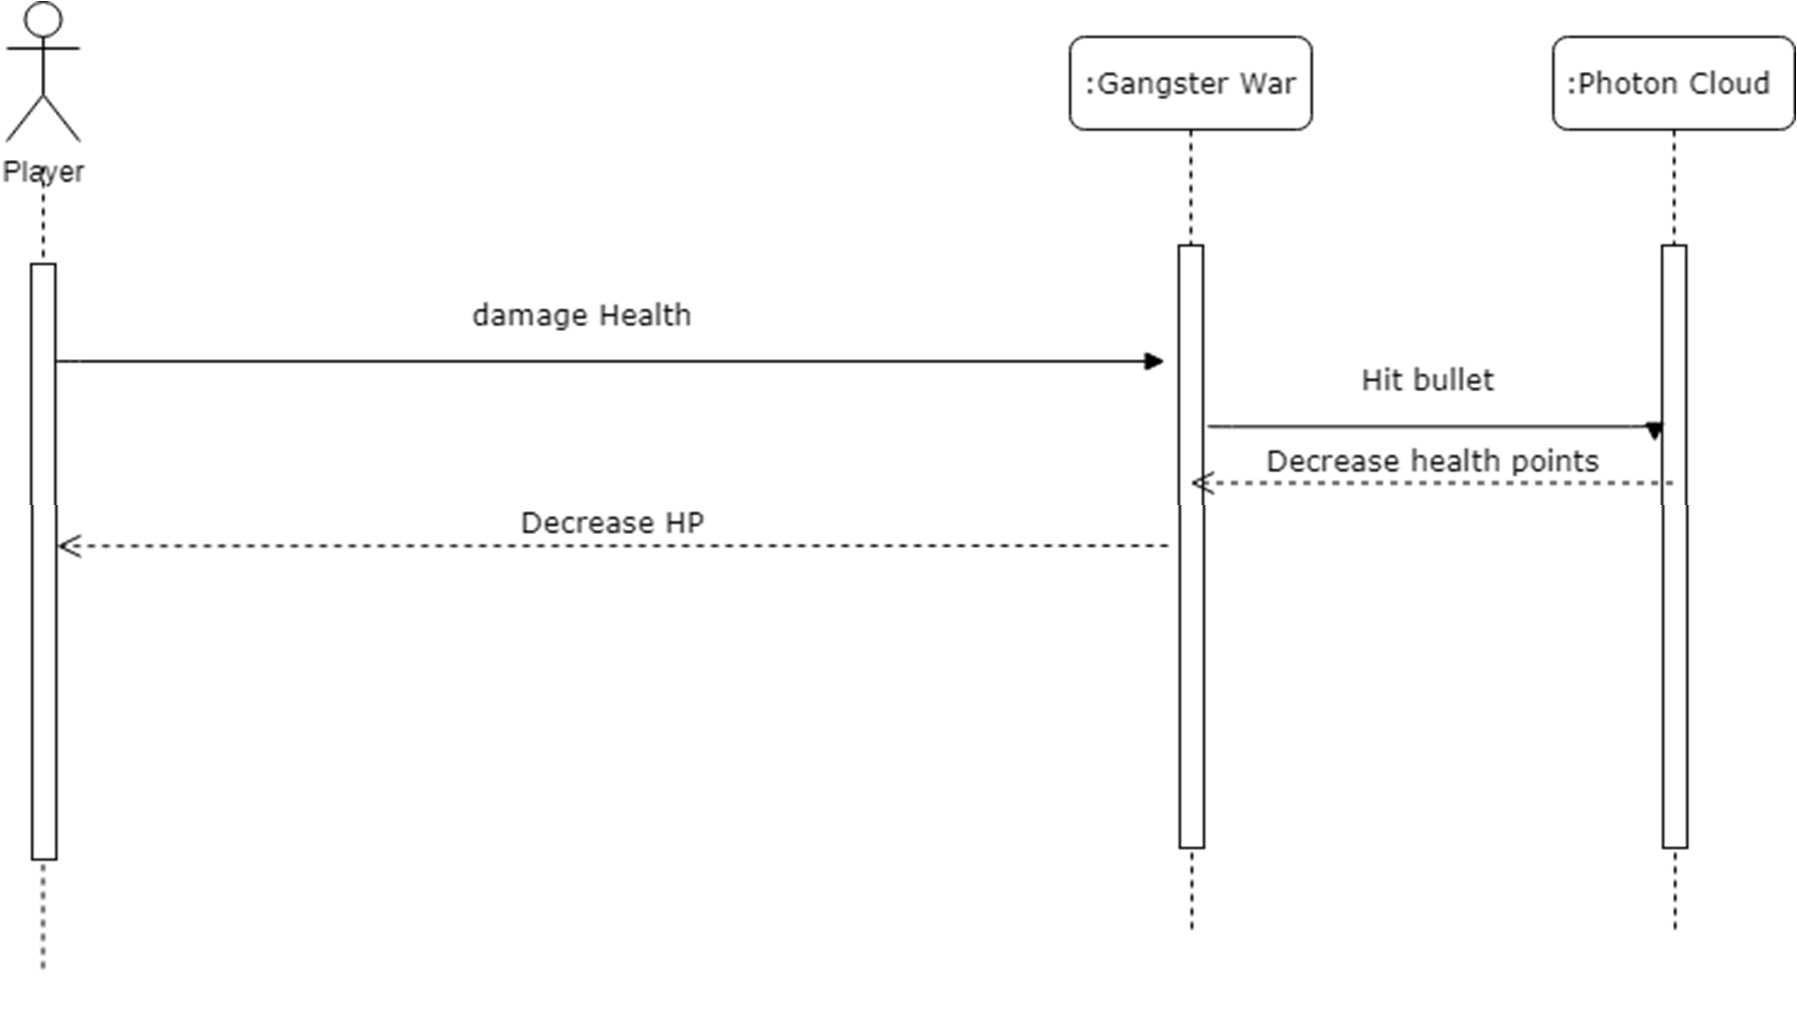 Player
:Gangster War
:Photon Cloud
damage Health
Hit bullet
Decrease health points
Decrease HP